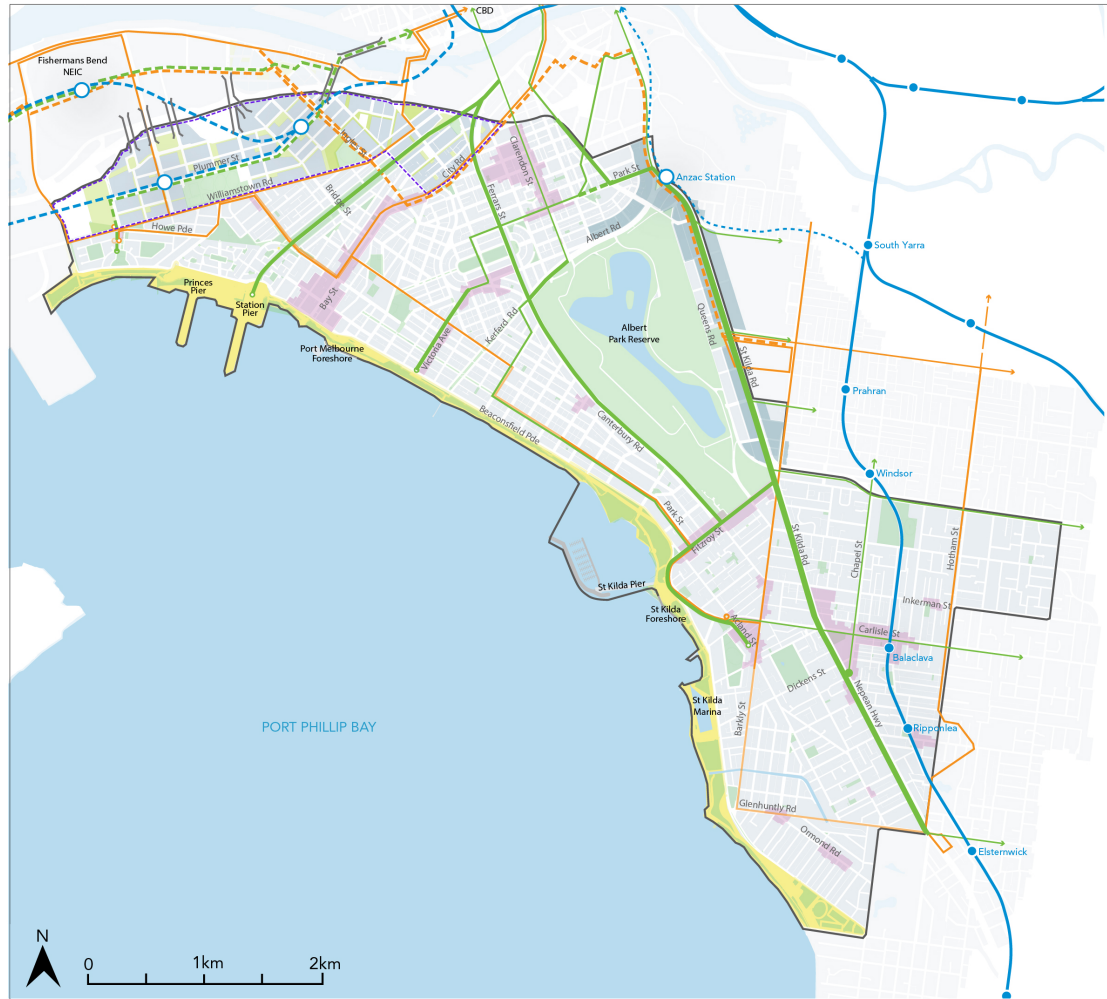 CBD
Fishermans Bend
NEIC
Plummer St
Ingles St
Williamstown Rd
City Rd
Clarendon St
Park St
Anzac Station
Bridge St
Ferrars St
Howe Pde
Albert Rd
South Yarra
Princes
Pier
Station
Pier
Bay St
Kerferd Rd
Queens Rd
Albert
Park Reserve
Port Melbourne
Foreshore
Victoria Ave
St Kilda Rd
Prahran
Beaconsfield Pde
Canterbury Rd
Windsor
Park St
Fitzroy St
St Kilda Rd
Chapel St
Hotham St
St Kilda Pier
St Kilda
Foreshore
Inkerman St
Acland St
Carlisle St
Balaclava
Dickens St
St Kilda
Marina
Barkly St
Nepean Hwy
Ripponlea
PORT PHILLIP BAY
Glenhuntly Rd
Ormond Rd
Elsternwick
N
0
1km
2km